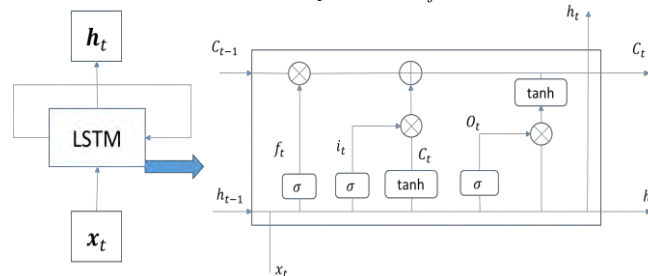 h_t
LSTM
x_t
h_t
C_{t-1}
C_t
tanh
O_t
f_t
i_t
C_t
σ
σ
tanh
σ
h_{t-1}
h
x_t